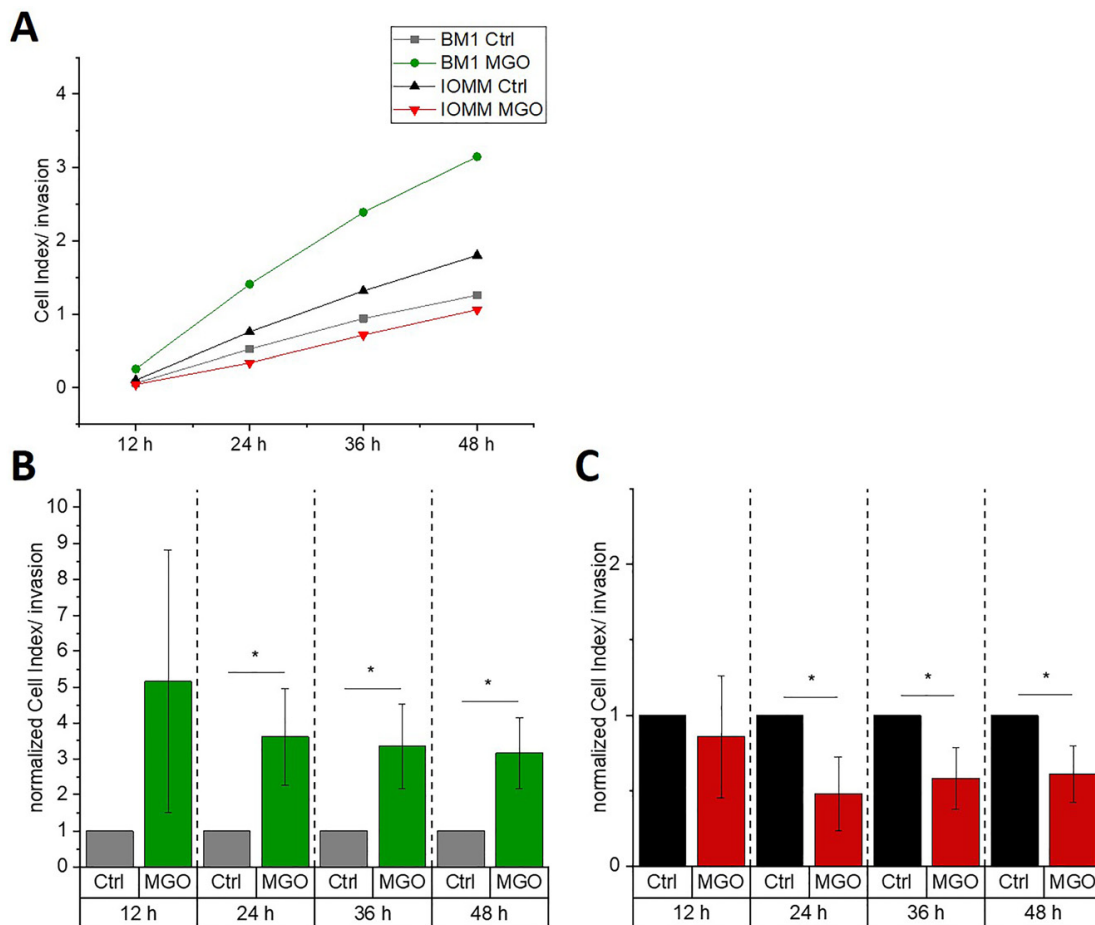 A
BM1 Ctrl
BM1 MGO
IOMM Ctrl
IOMM MGO
Cell Index/ invasion
4
3
2
1
0
12 h 24 h 36 h 48 h
B
normalized Cell Index/ invasion
10
9
8
7
6
5
4
3
2
1
0
* * *
Ctrl MGO Ctrl MGO Ctrl MGO Ctrl MGO
12 h 24 h 36 h 48 h
C
normalized Cell Index/ invasion
2
1
0
* * *
Ctrl MGO Ctrl MGO Ctrl MGO Ctrl MGO
12 h 24 h 36 h 48 h